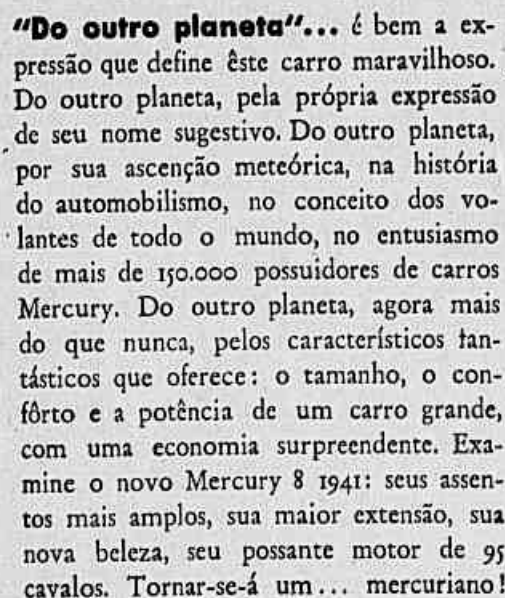 "Do outro planeta"... é bem a ex-
pressão que define êste carro maravilhoso.
Do outro planeta, pela própria expressão
de seu nome sugestivo. Do outro planeta,
por sua ascenção meteórica, na história
do automobilismo, no conceito dos vo-
lantes de todo o mundo, no entusiasmo
de mais de 150.000 possuidores de carros
Mercury. Do outro planeta, agora mais
do que nunca, pelos característicos fan-
tásticos que oferece: o tamanho, o con-
fôrto e a potência de um carro grande,
com uma economia surpreendente. Exa-
mine o novo Mercury 8 1941: seus assen-
tos mais amplos, sua maior extensão, sua
nova beleza, seu possante motor de 95
cavalos. Tornar-se-á um... mercuriano!